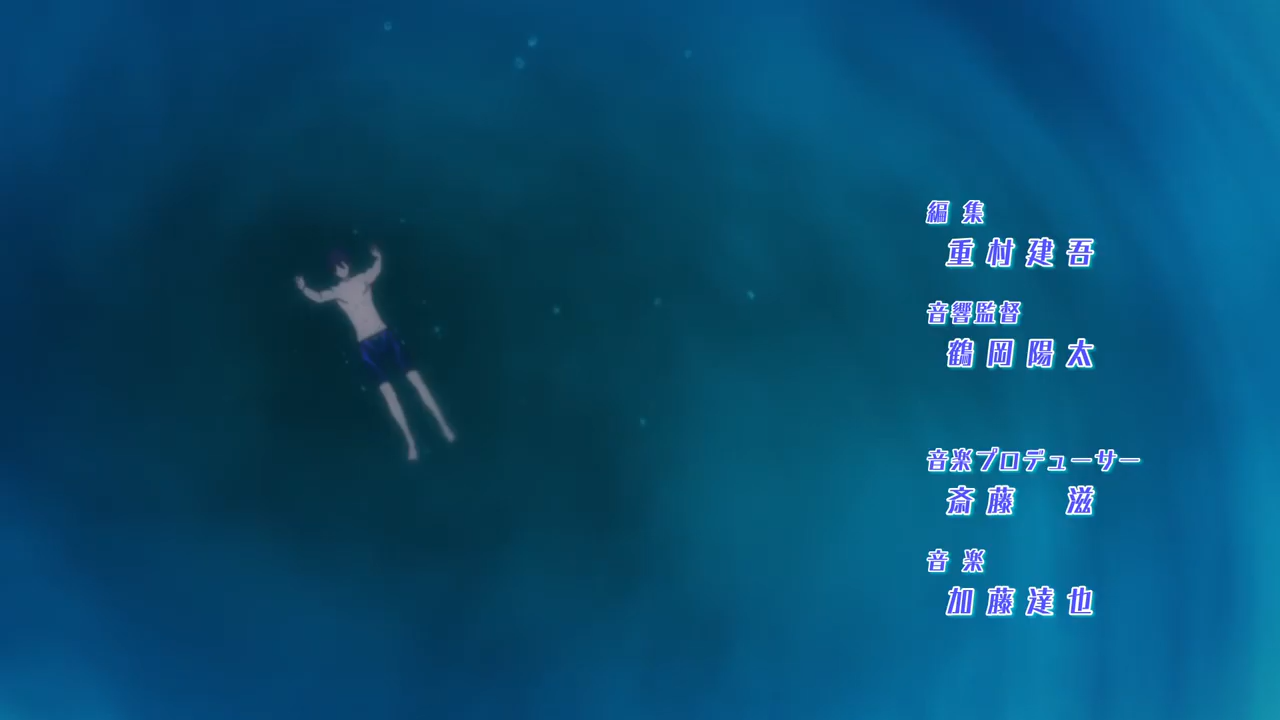 編集
重村建吾
音響監督
鶴岡陽太
音楽プロデューサー
斎藤 滋
音楽
加藤達也